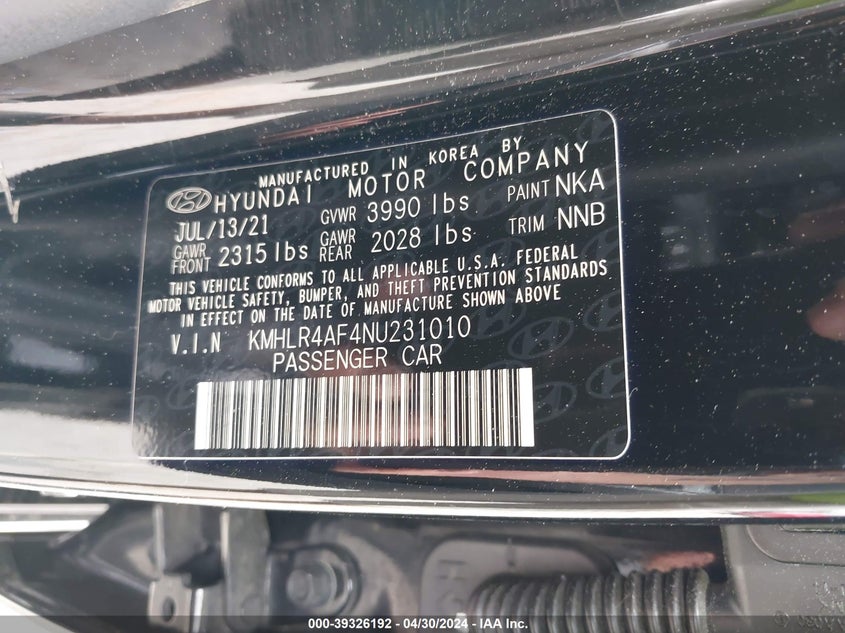 MANUFACTURED IN KOREA BY
HYUNDAI MOTOR COMPANY
JUL/13/21 GVWR 3990 lbs PAINT NKA
GAWR FRONT 2315 lbs GAWR REAR 2028 lbs TRIM NNB
THIS VEHICLE CONFORMS TO ALL APPLICABLE U.S.A. FEDERAL
MOTOR VEHICLE SAFETY, BUMPER, AND THEFT PREVENTION STANDARDS
IN EFFECT ON THE DATE OF MANUFACTURE SHOWN ABOVE
V.I.N KMHLR4AF4NU231010
PASSENGER CAR
000-39326192 - 04/30/2024 - IAA Inc.